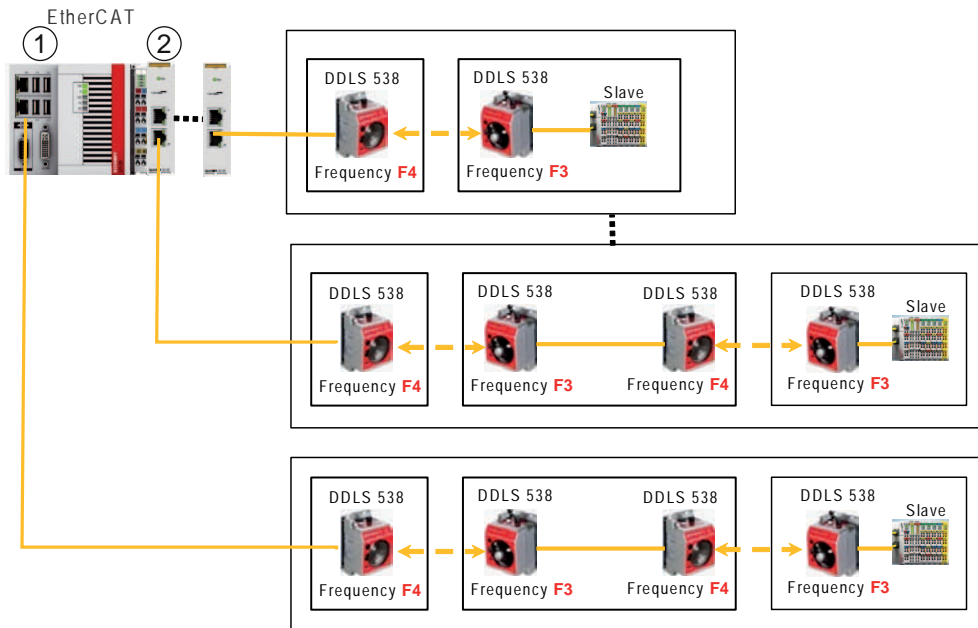 EtherCAT
1
2
DDLS 538
DDLS 538
Slave
Frequency F4
Frequency F3
DDLS 538
DDLS 538
DDLS 538
DDLS 538
Slave
Frequency F4
Frequency F3
Frequency F4
Frequency F3
DDLS 538
DDLS 538
DDLS 538
DDLS 538
Slave
Frequency F4
Frequency F3
Frequency F4
Frequency F3